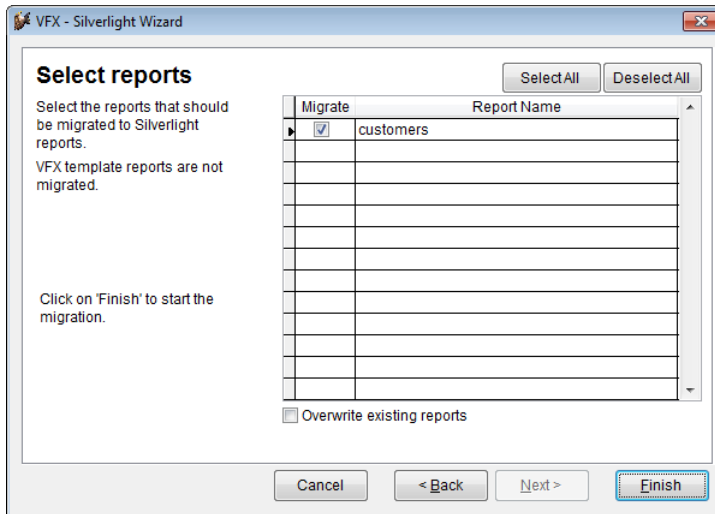 VFX - Silverlight Wizard
Select reports
Select All
Deselect All
Select the reports that should
be migrated to Silverlight
reports.
VFX template reports are not
migrated.
Migrate
Report Name
customers
Click on 'Finish' to start the
migration.
Overwrite existing reports
Cancel
< Back
Next >
Finish